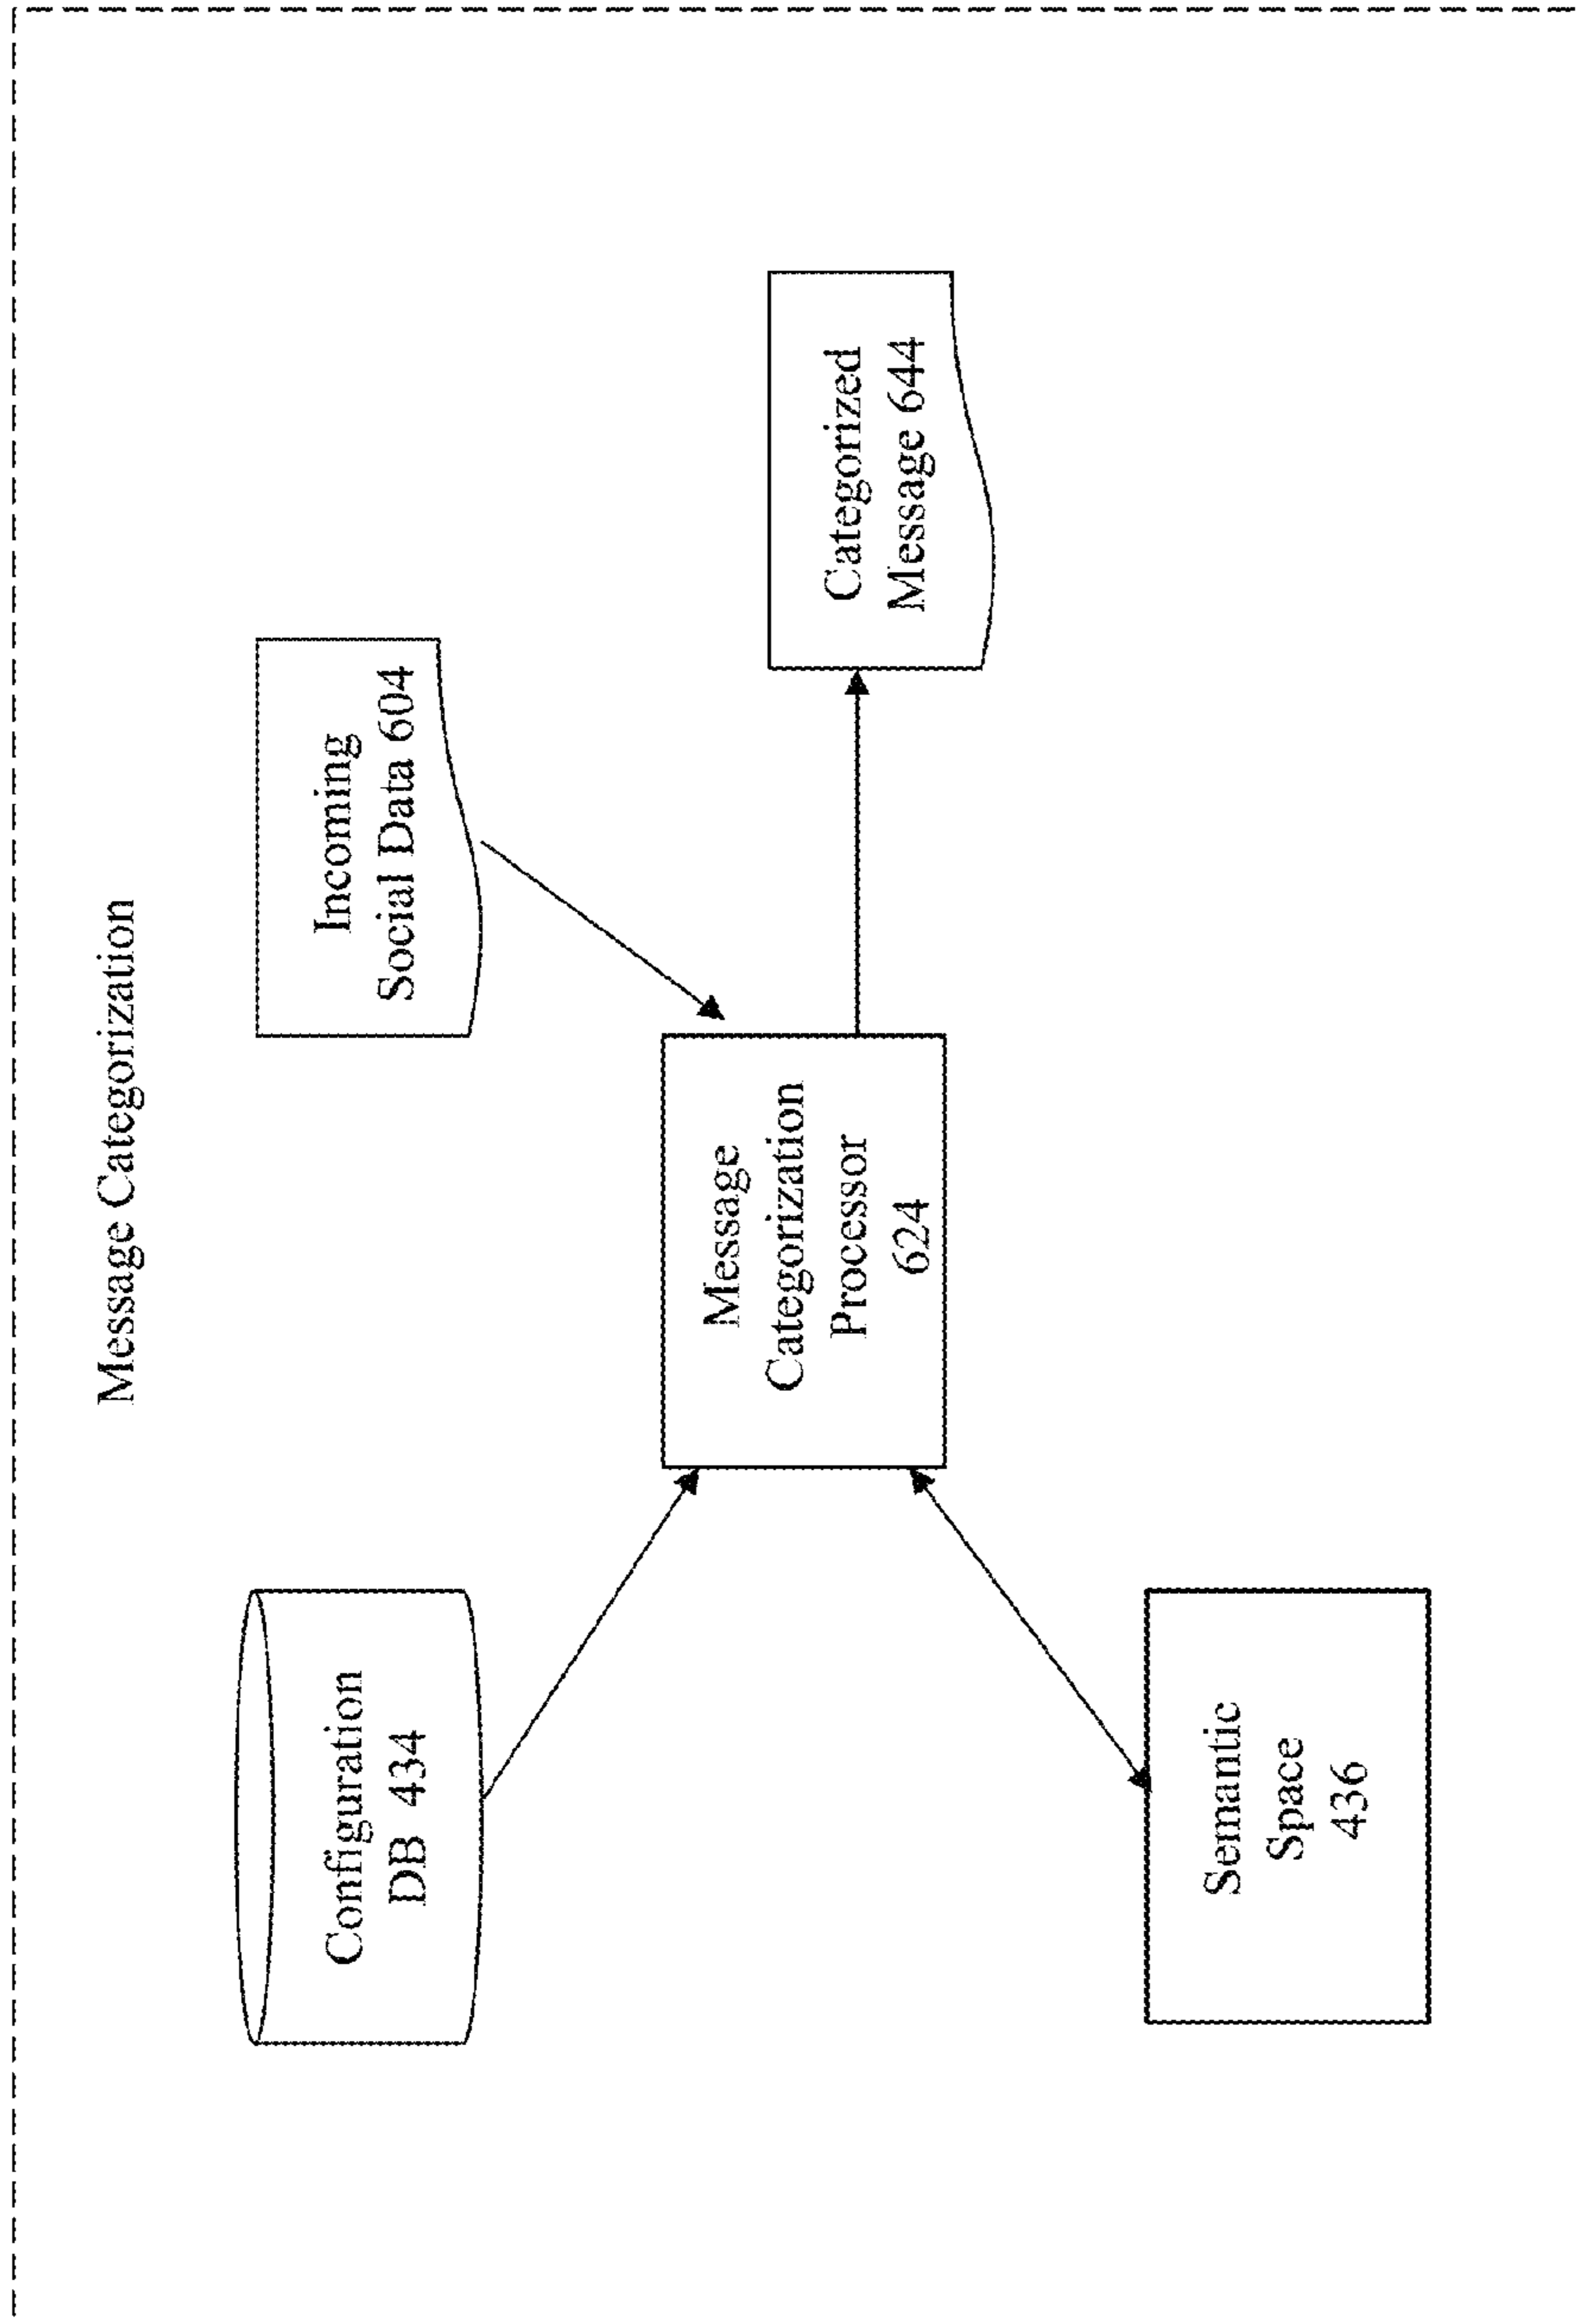 Message Categorization
Configuration
DB 434
Incoming
Social Data 604
Message
Categorization
Processor
624
Categorized
Message 644
Semantic
Space
436